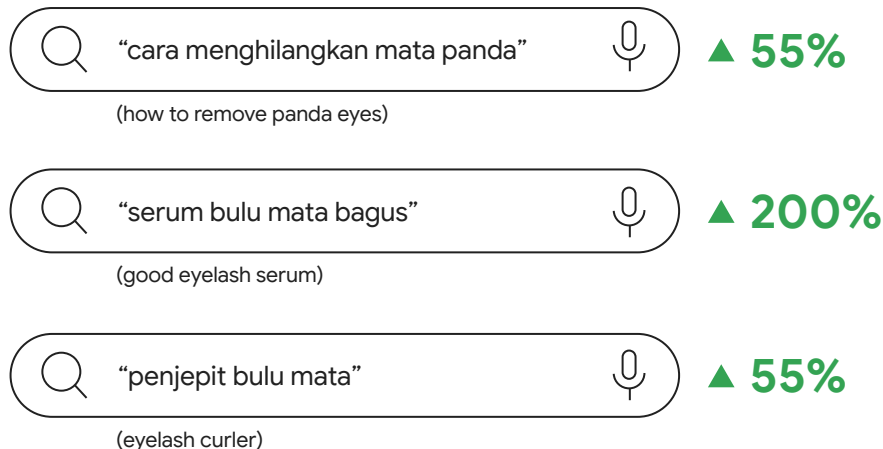 “cara menghilangkan mata panda” ▲ 55%
(how to remove panda eyes)
“serum bulu mata bagus” ▲ 200%
(good eyelash serum)
“penjepit bulu mata” ▲ 55%
(eyelash curler)